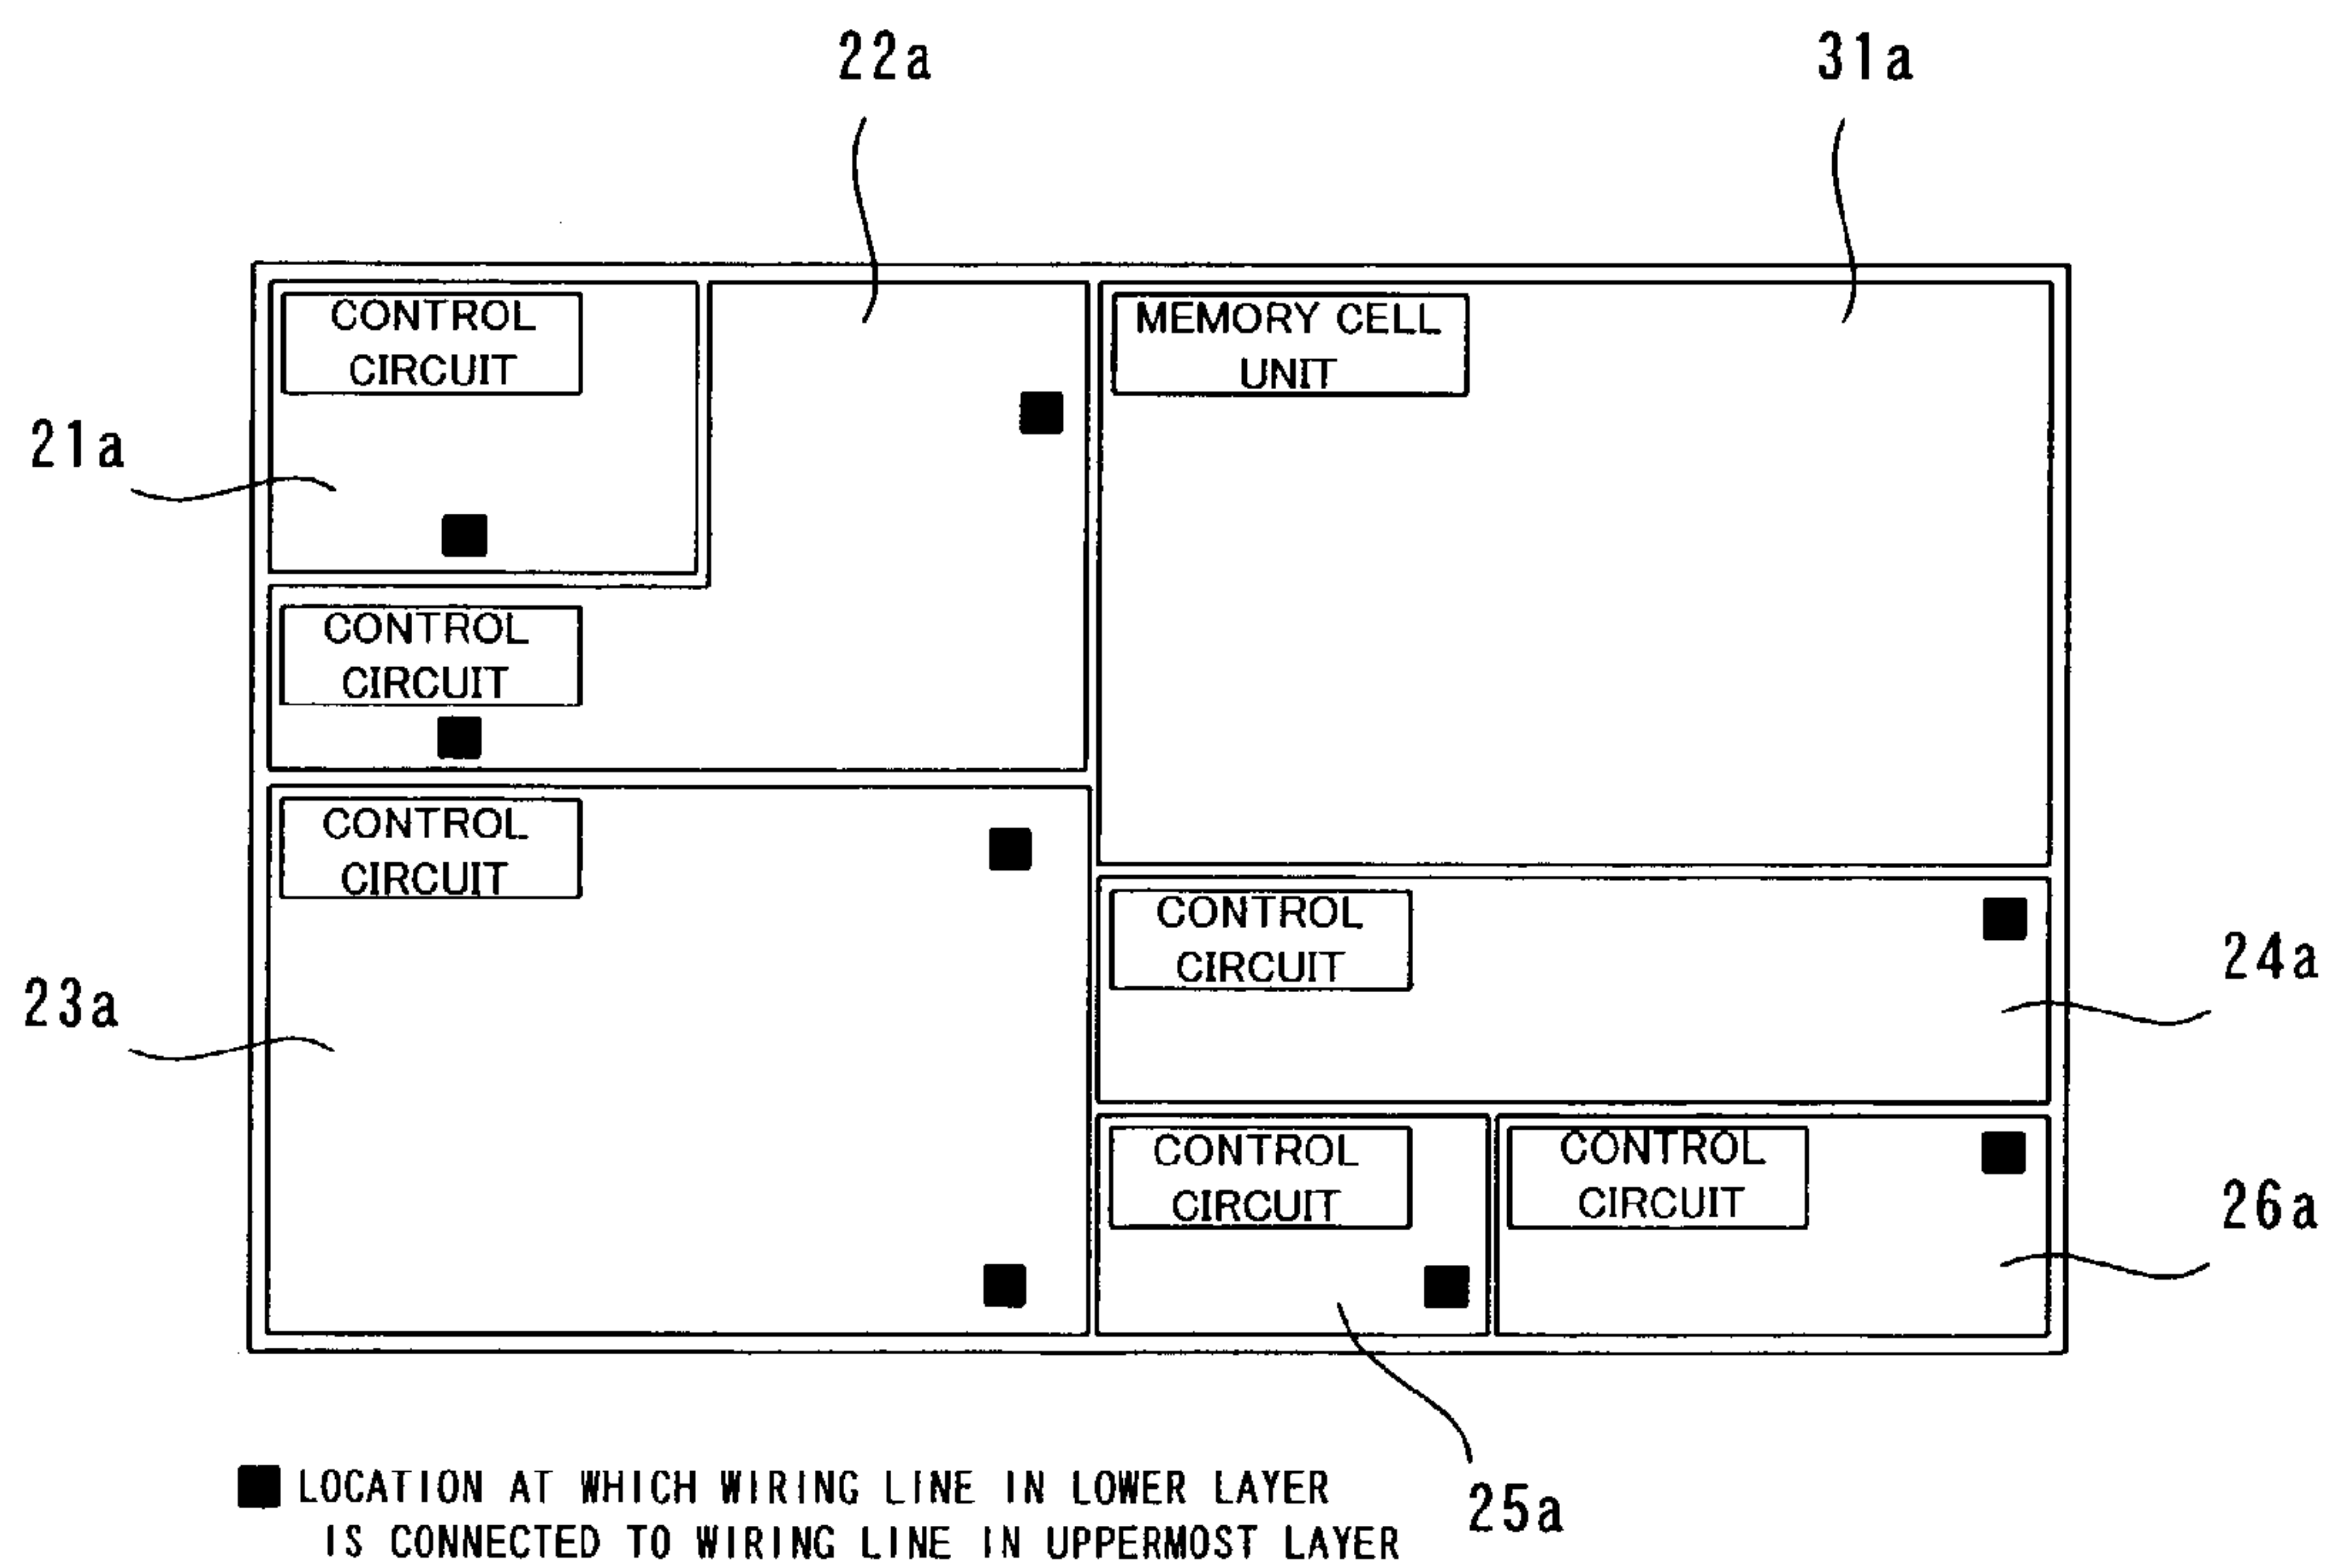 22a
31a
CONTROL
CIRCUIT
MEMORY CELL
UNIT
21a
CONTROL
CIRCUIT
CONTROL
CIRCUIT
CONTROL
CIRCUIT
24a
23a
CONTROL
CIRCUIT
CONTROL
CIRCUIT
26a
25a
LOCATION AT WHICH WIRING LINE IN LOWER LAYER
IS CONNECTED TO WIRING LINE IN UPPERMOST LAYER